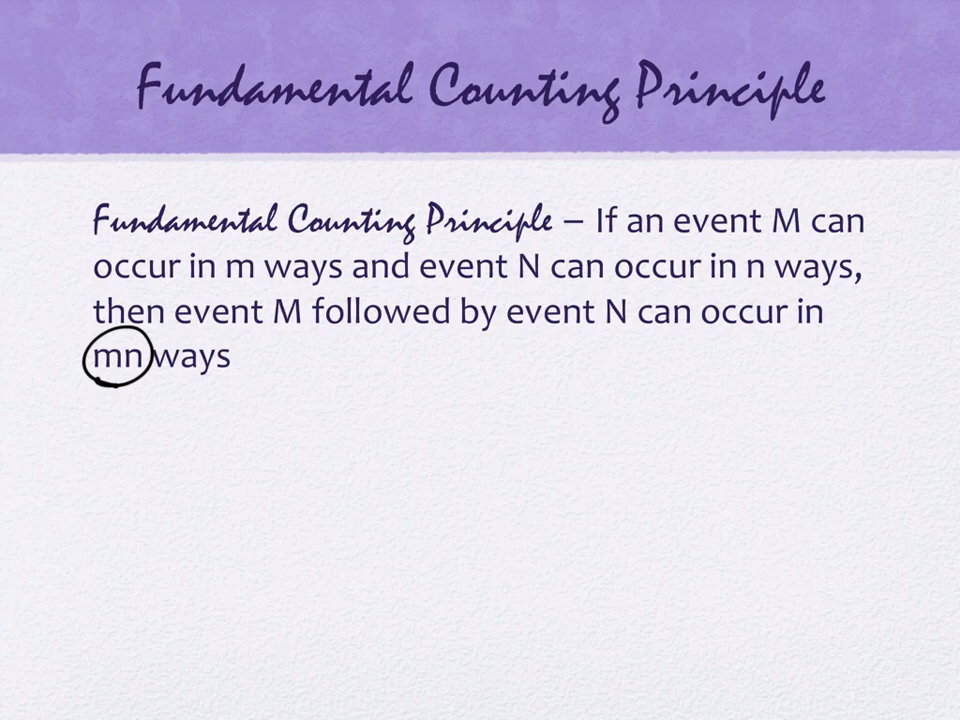 Fundamental Counting Principle
Fundamental Counting Principle – If an event M can
occur in m ways and event N can occur in n ways,
then event M followed by event N can occur in
mn ways